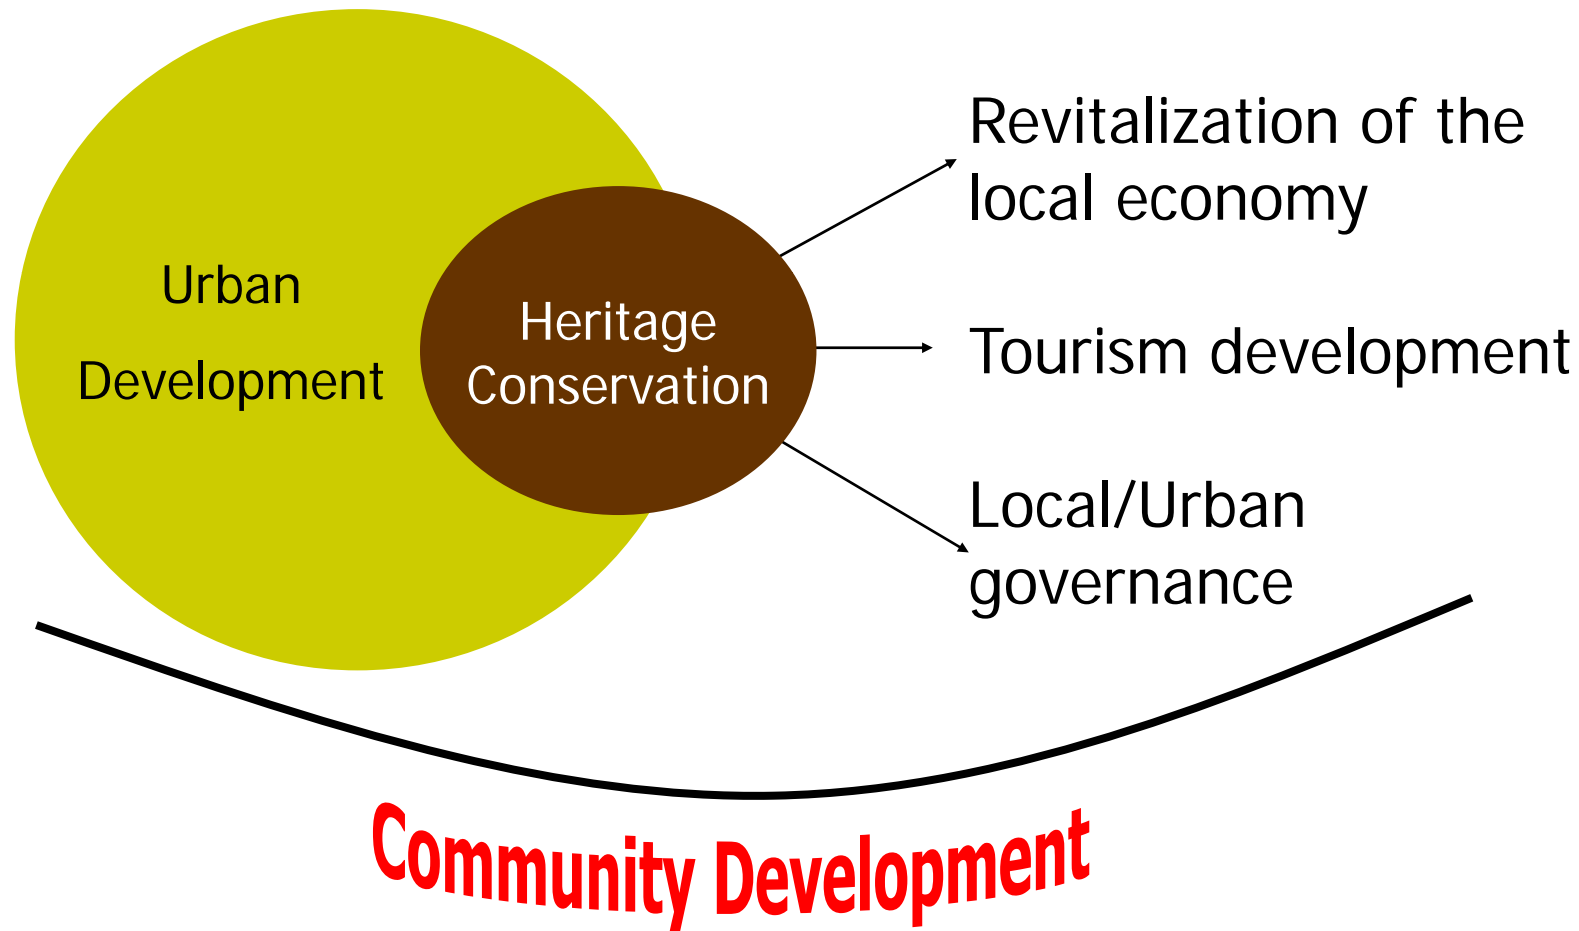 Urban
Development
Heritage
Conservation
Revitalization of the
local economy
Tourism development
Local/Urban
governance
Community Development